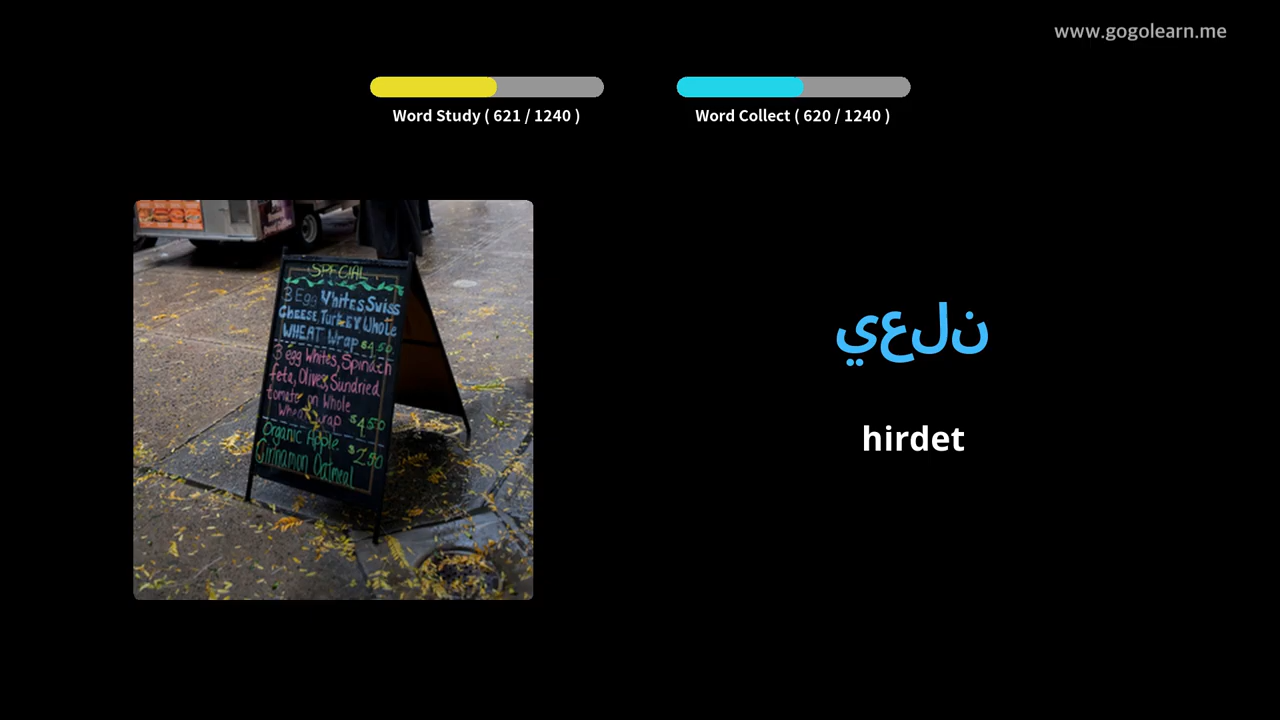 www.gogolearn.me
Word Study ( 621 / 1240 )
Word Collect ( 620 / 1240 )
SPECIAL
3 Egg Whites, Swiss
Cheese, Turkey Whole
WHEAT Wrap $4.50
3 egg Whites, Spinach
feta, Olives, Sundried
tomato on Whole
Wheat Wrap $4.50
Organic Apple
Cinnamon Oatmeal $2.50
نلعي
hirdet